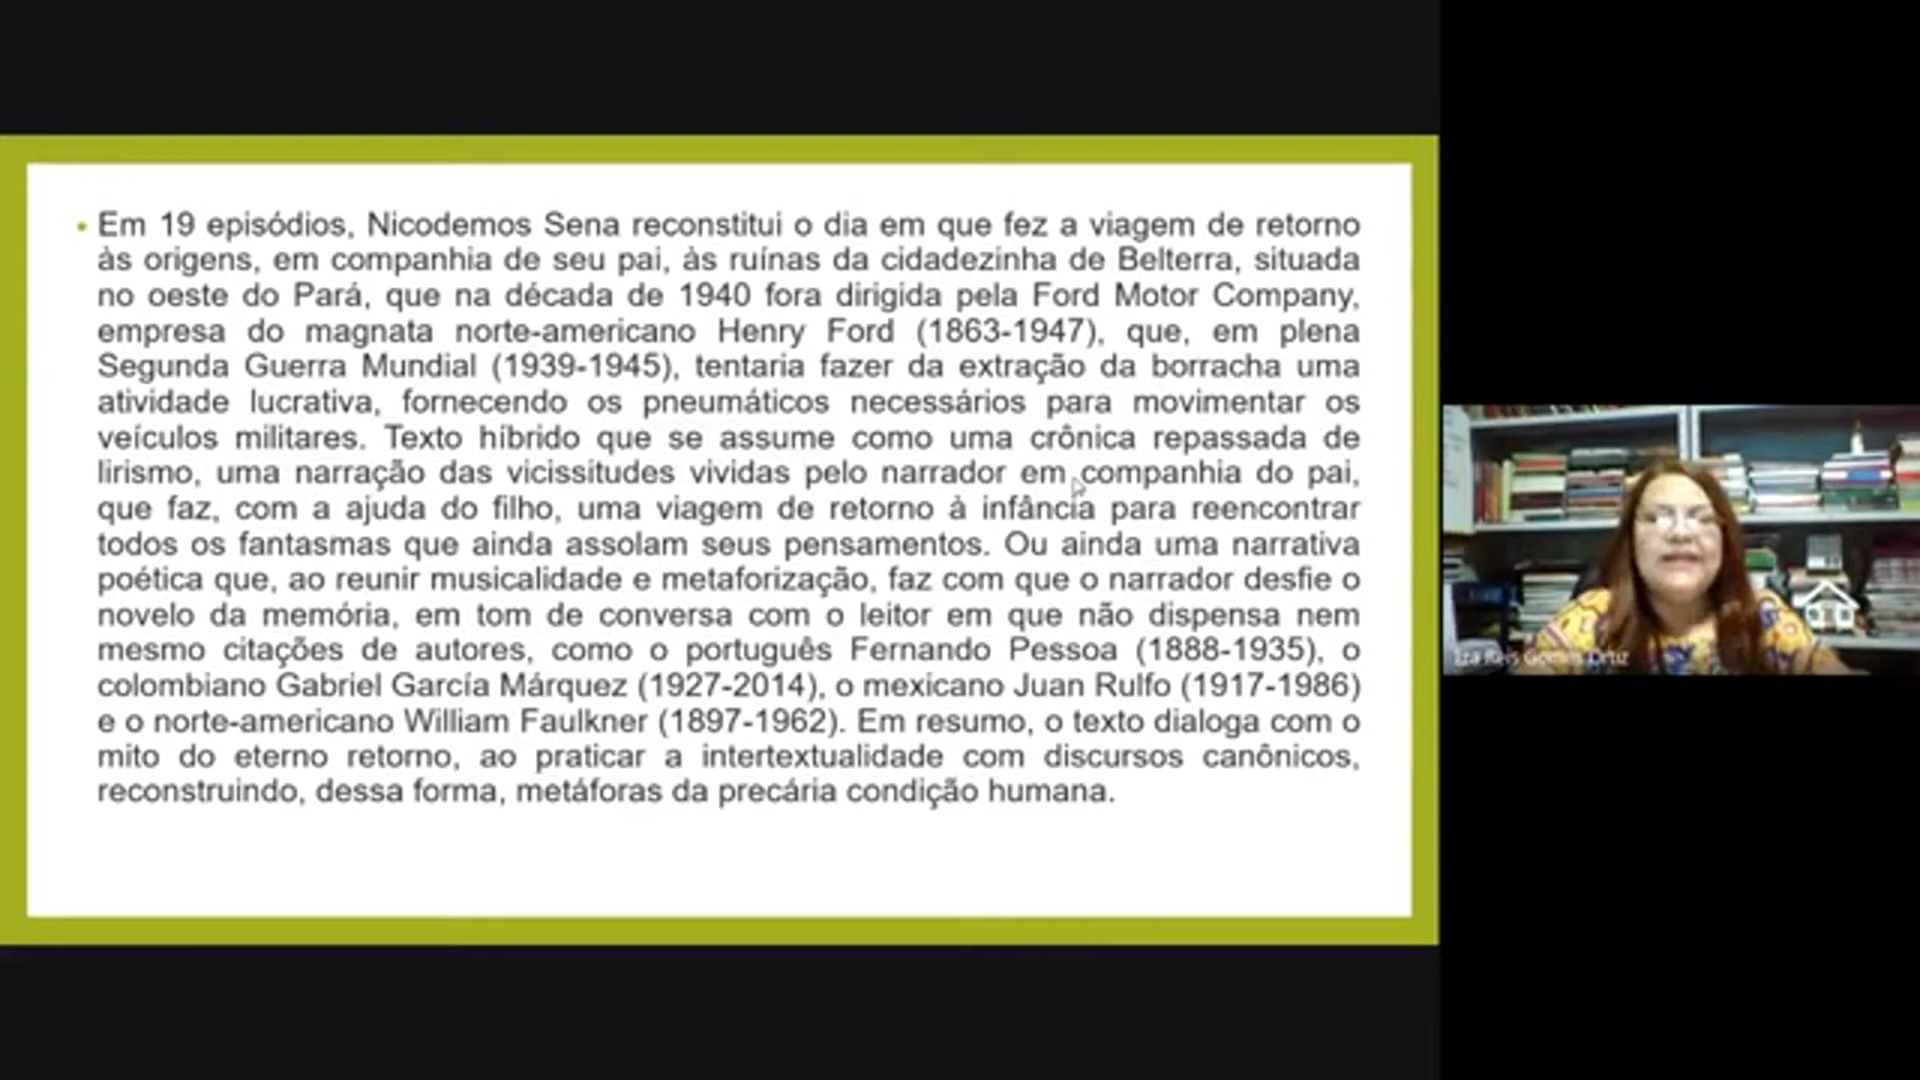 • Em 19 episódios, Nicodemos Sena reconstitui o dia em que fez a viagem de retorno
às origens, em companhia de seu pai, às ruínas da cidadezinha de Belterra, situada
no oeste do Pará, que na década de 1940 fora dirigida pela Ford Motor Company,
empresa do magnata norte-americano Henry Ford (1863-1947), que, em plena
Segunda Guerra Mundial (1939-1945), tentaria fazer da extração da borracha uma
atividade lucrativa, fornecendo os pneumáticos necessários para movimentar os
veículos militares. Texto híbrido que se assume como uma crônica repassada de
lirismo, uma narração das vicissitudes vividas pelo narrador em companhia do pai,
que faz, com a ajuda do filho, uma viagem de retorno à infância para reencontrar
todos os fantasmas que ainda assolam seus pensamentos. Ou ainda uma narrativa
poética que, ao reunir musicalidade e metaforização, faz com que o narrador desfie o
novelo da memória, em tom de conversa com o leitor em que não dispensa nem
mesmo citações de autores, como o português Fernando Pessoa (1888-1935), o
colombiano Gabriel García Márquez (1927-2014), o mexicano Juan Rulfo (1917-1986)
e o norte-americano William Faulkner (1897-1962). Em resumo, o texto dialoga com o
mito do eterno retorno, ao praticar a intertextualidade com discursos canônicos,
reconstruindo, dessa forma, metáforas da precária condição humana.
Reis Gomes Ortiz